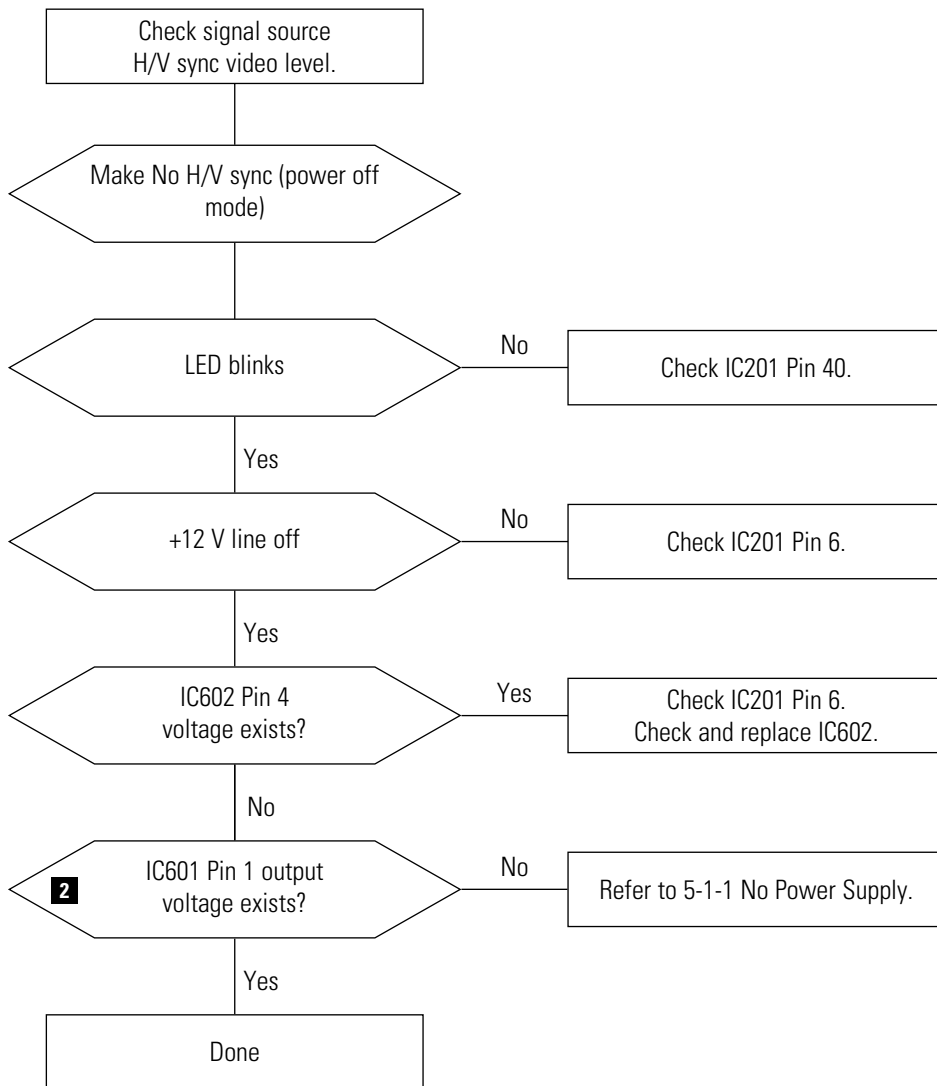 Check signal source
H/V sync video level.
Make No H/V sync (power off
mode)
LED blinks
No
Check IC201 Pin 40.
Yes
+12 V line off
No
Check IC201 Pin 6.
Yes
IC602 Pin 4
voltage exists?
Yes
Check IC201 Pin 6.
Check and replace IC602.
No
2
IC601 Pin 1 output
voltage exists?
No
Refer to 5-1-1 No Power Supply.
Yes
Done